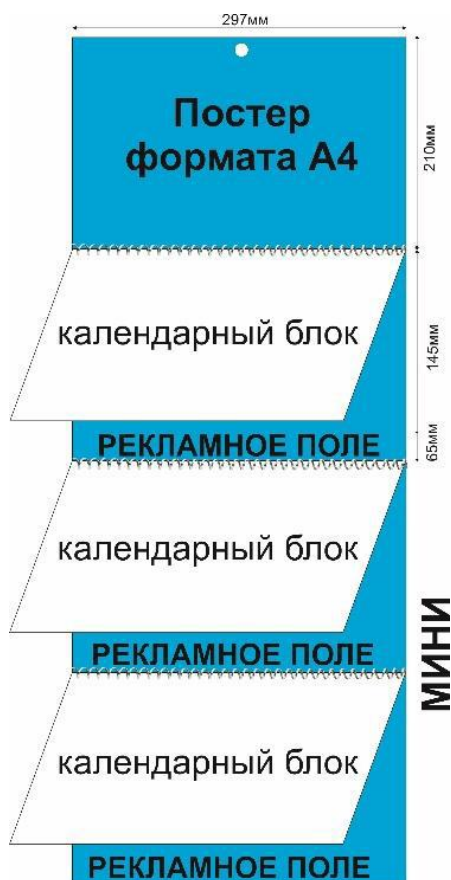 297мм
Постер
формата А4
210мм
календарный блок
145мм
РЕКЛАМНОЕ ПОЛЕ
65мм
календарный блок
РЕКЛАМНОЕ ПОЛЕ
МИНИ
календарный блок
РЕКЛАМНОЕ ПОЛЕ